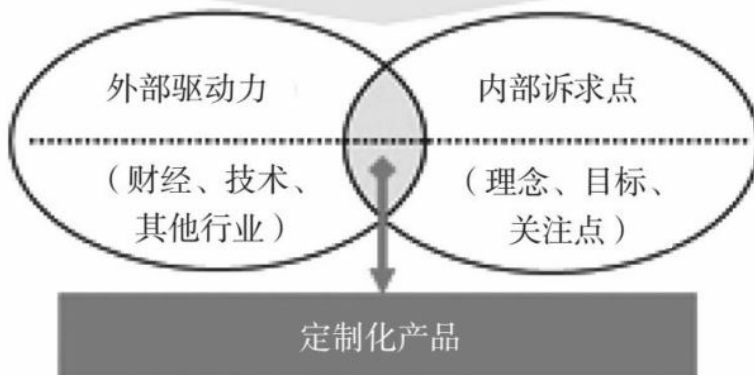 外部驱动力
内部诉求点
（财经、技术、
其他行业）
（理念、目标、
关注点）
定制化产品